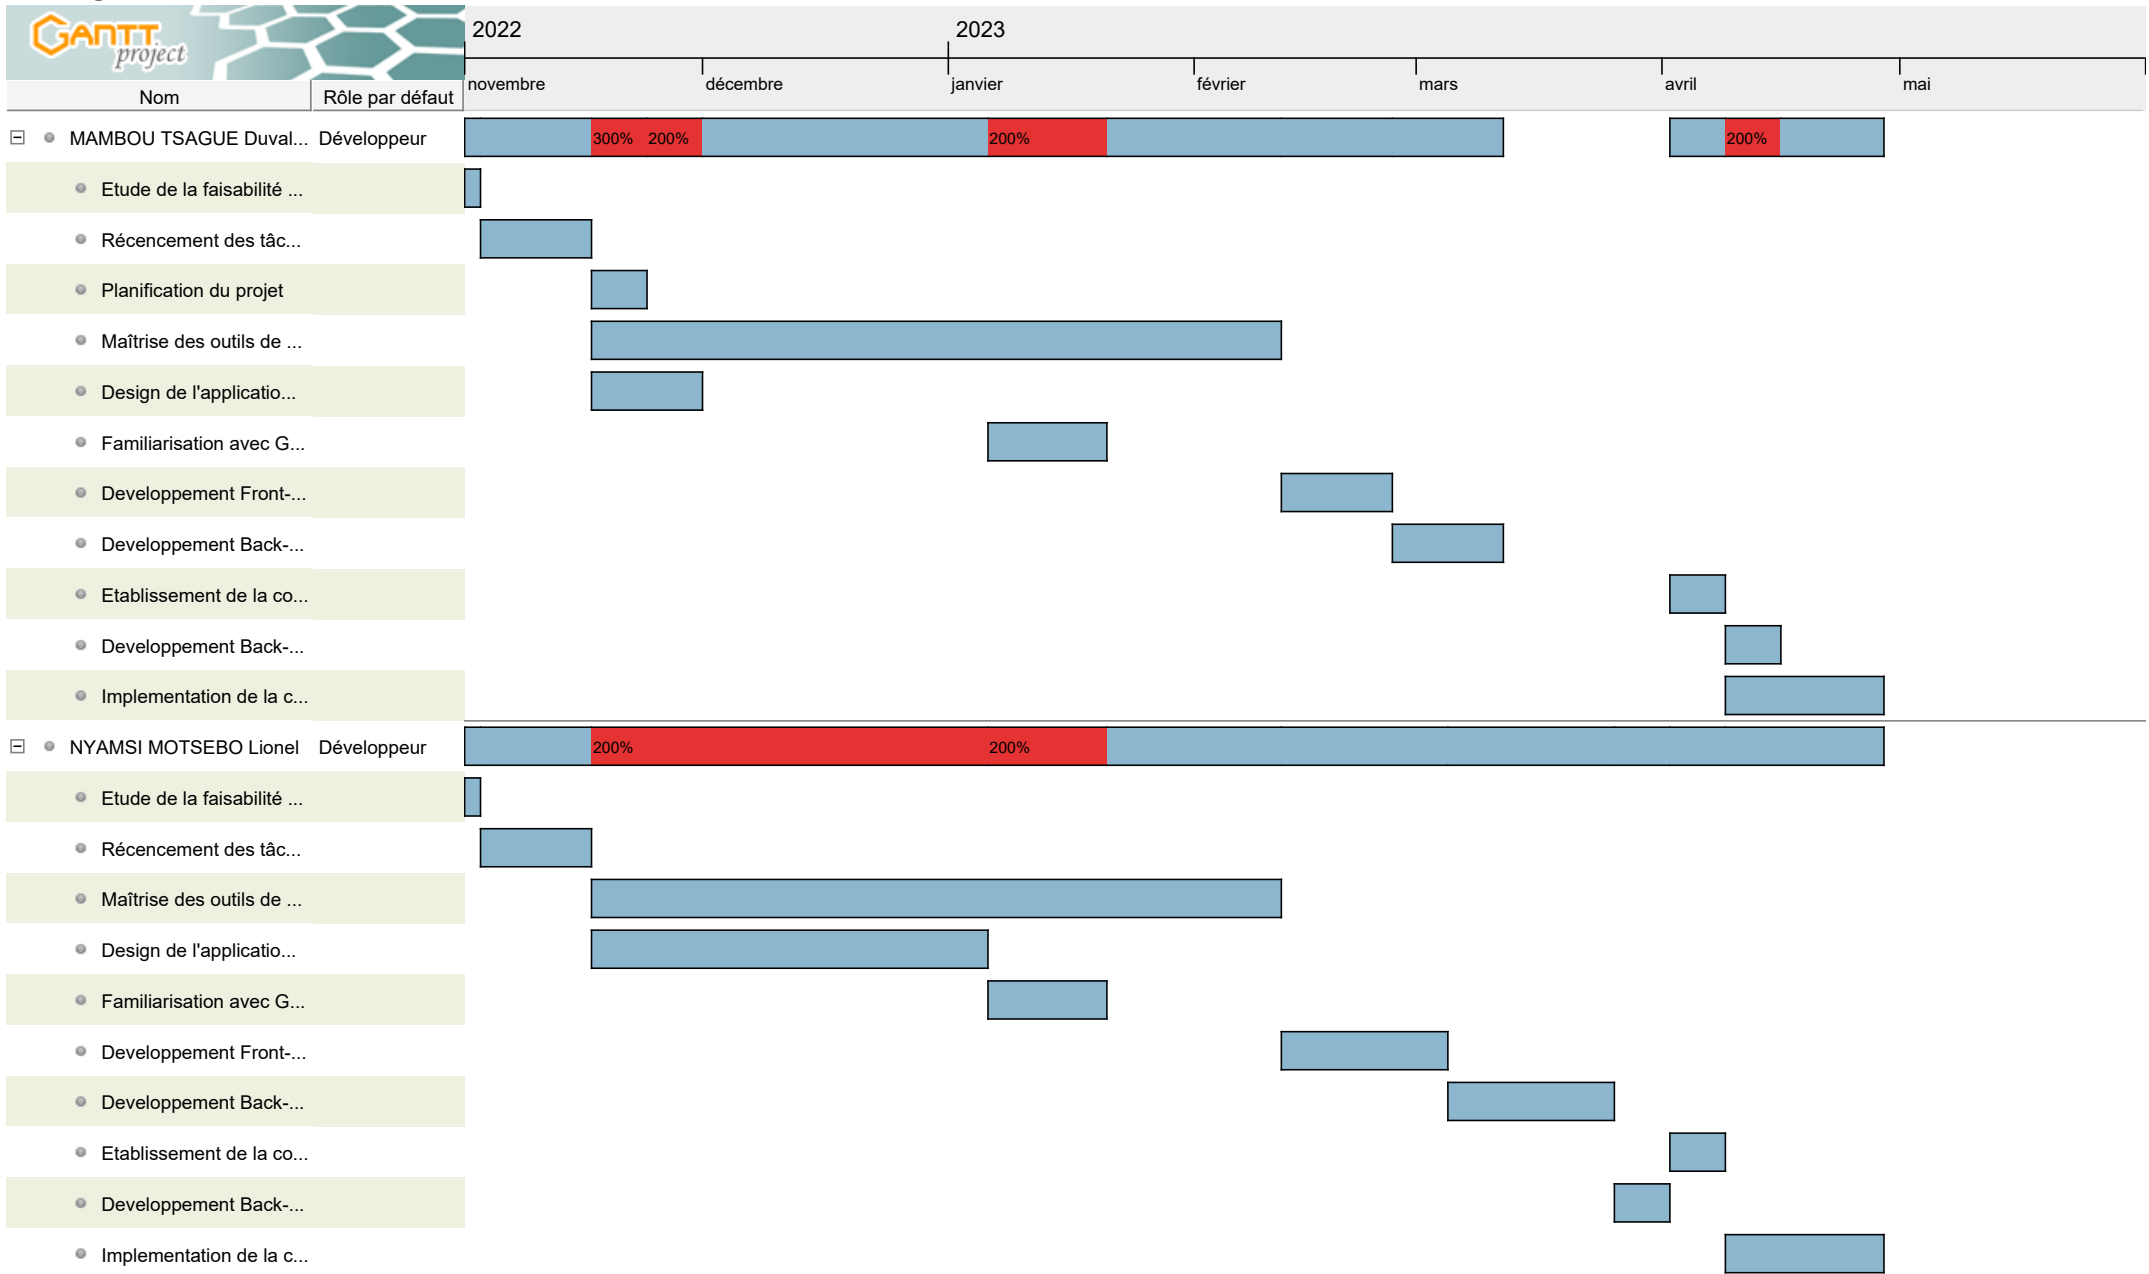 GANTT
project
2022 2023
novembre décembre janvier février mars avril mai
Nom Rôle par défaut
MAMBOU TSAGUE Duval... Développeur 300% 200% 200% 200%
Etude de la faisabilité ...
Récencement des tâc...
Planification du projet
Maîtrise des outils de ...
Design de l'applicatio...
Familiarisation avec G...
Developpement Front-...
Developpement Back-...
Etablissement de la co...
Developpement Back-...
Implementation de la c...
NYAMSI MOTSEBO Lionel Développeur 200% 200%
Etude de la faisabilité ...
Récencement des tâc...
Maîtrise des outils de ...
Design de l'applicatio...
Familiarisation avec G...
Developpement Front-...
Developpement Back-...
Etablissement de la co...
Developpement Back-...
Implementation de la c...